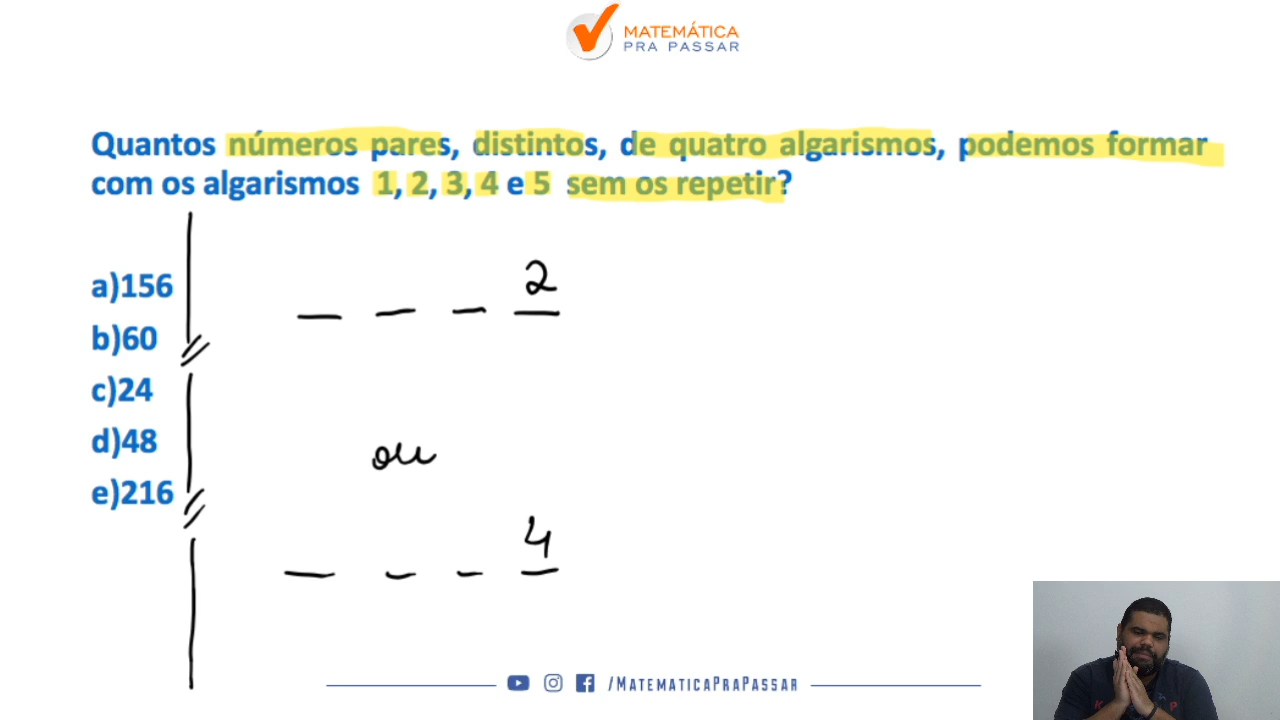 MATEMÁTICA
PRA PASSAR
Quantos números pares, distintos, de quatro algarismos, podemos formar
com os algarismos 1, 2, 3, 4 e 5 sem os repetir?
2
a)156
b)60
c)24
d)48
e)216
ou
4
/MATEMATICAPRAPASSAR